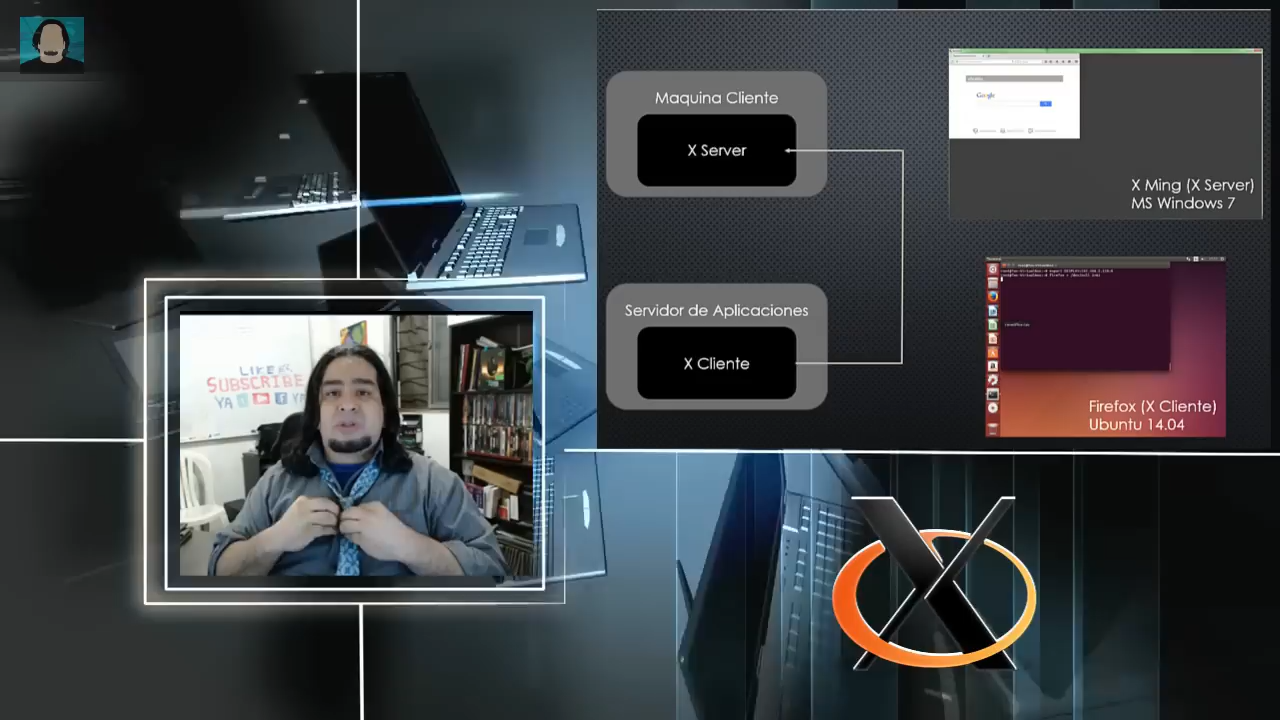 Maquina Cliente
X Server
Servidor de Aplicaciones
X Cliente
Google
X Ming (X Server)
MS Windows 7
Firefox (X Cliente)
Ubuntu 14.04
LIKE
SUBSCRIBE
YA
YA
X